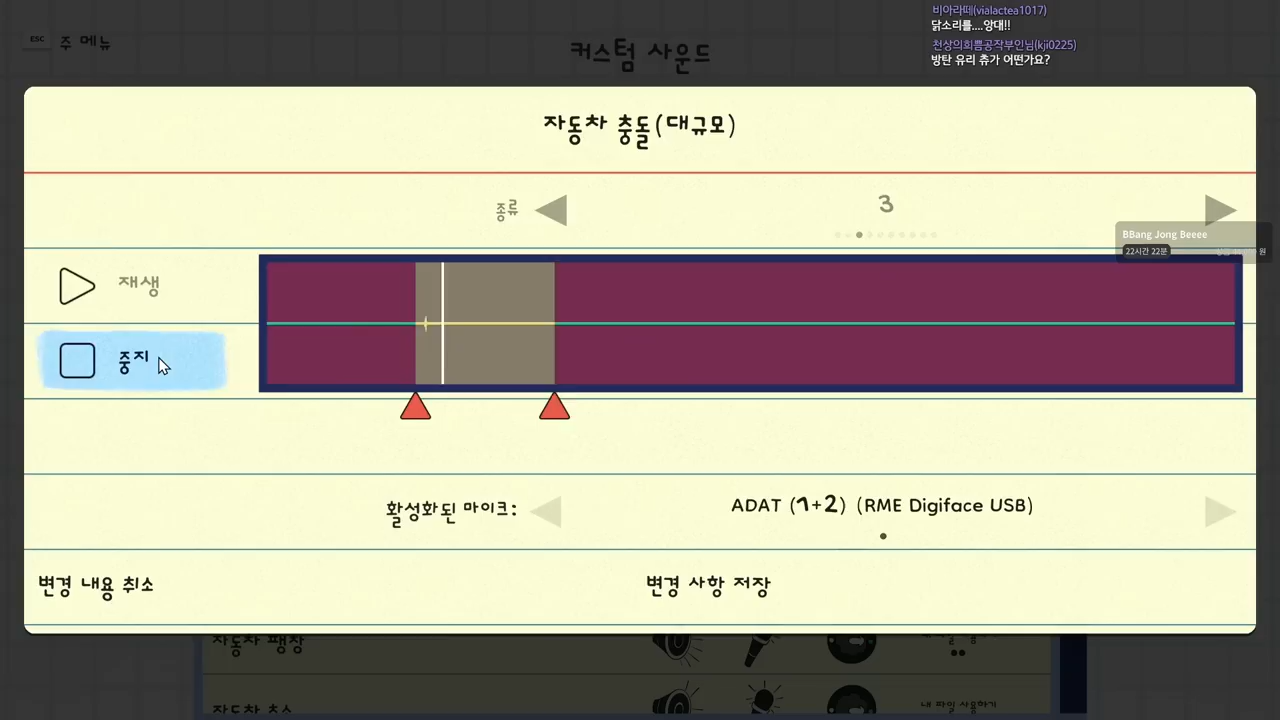 비아라떼(vialactea1017)
닭소리를....앙대!!
천상의회쁨공작부인님(kji0225)
방탄 유리 츄가 어떤가요?
ESC 주 메뉴
커스텀 사운드
자동차 충돌(대규모)
종류
3
BBang Jong Beeee
22시간 22분
원
재생
중지
활성화된 마이크:
ADAT (1+2) (RME Digiface USB)
변경 내용 취소
변경 사항 저장
자동차 팽창
자동차 축소
내 파일 사용하기